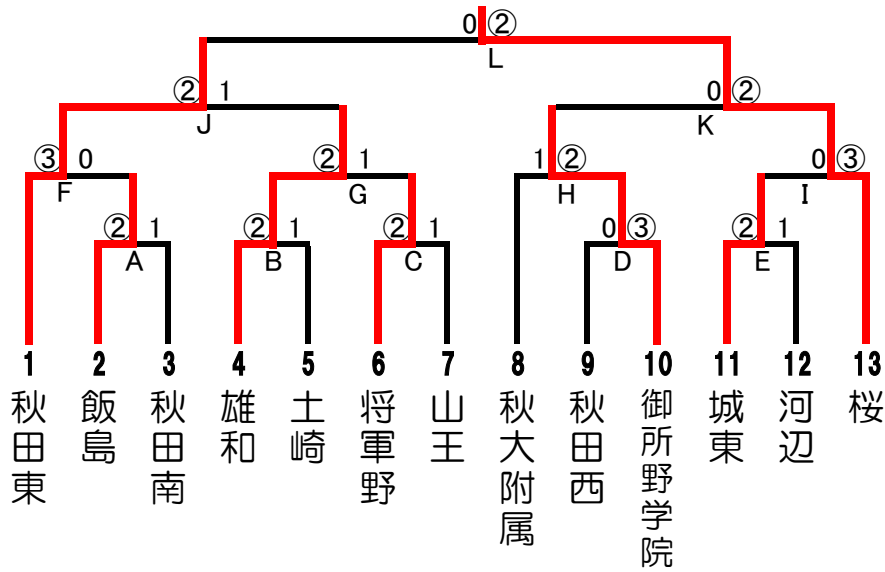 0 ②
L
② 1
J
0 ②
K
③ 0
F
② 1
G
1 ②
H
0 ③
I
② 1
A
② 1
B
② 1
C
0 ③
D
② 1
E
1 2 3 4 5 6 7 8 9 10 11 12 13
秋田東
飯島
秋田南
雄和
土崎
将軍野
山王
秋大附属
秋田西
御所野学院
城東
河辺
桜